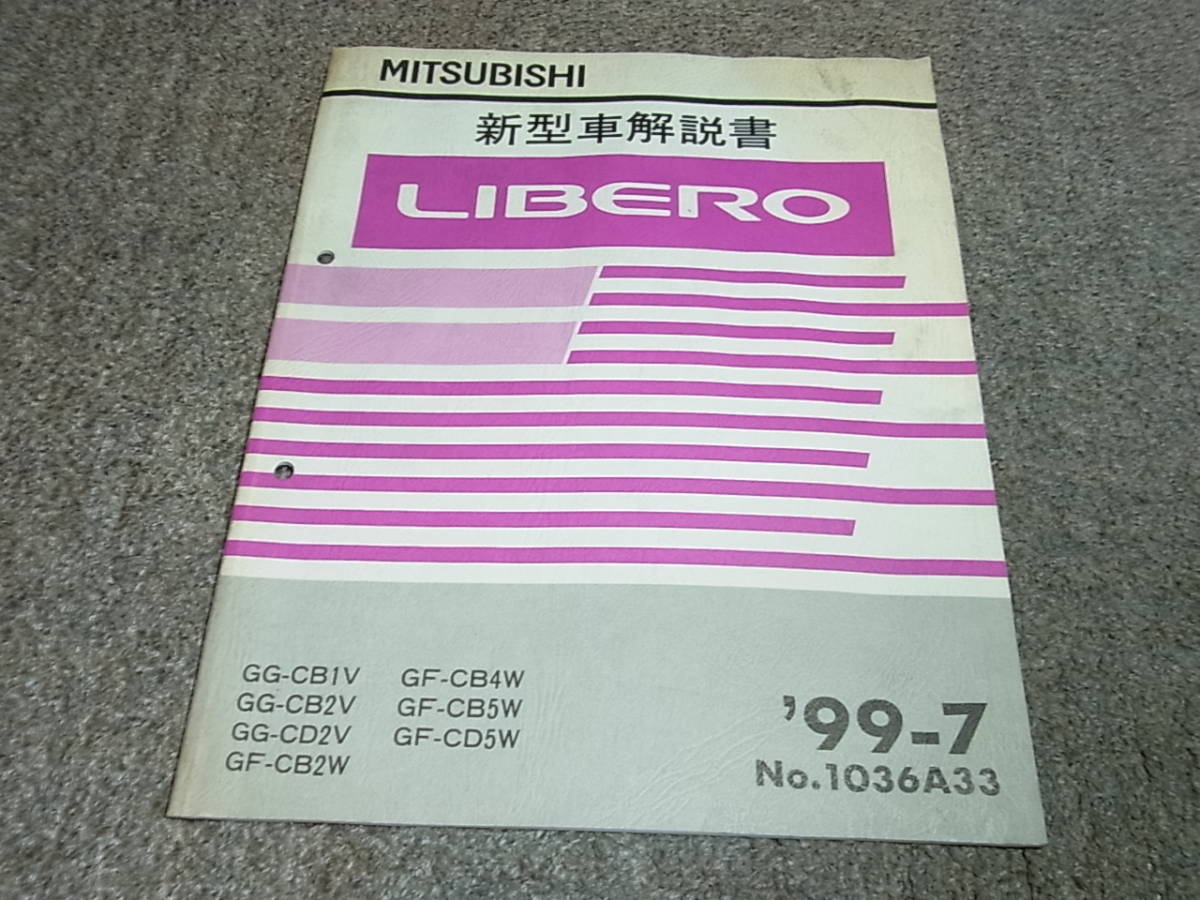 MITSUBISHI
新型車解説書
LIBERO
GG-CB1V
GG-CB2V
GG-CD2V
GF-CB2W
GF-CB4W
GF-CB5W
GF-CD5W
'99-7
No.1036A33